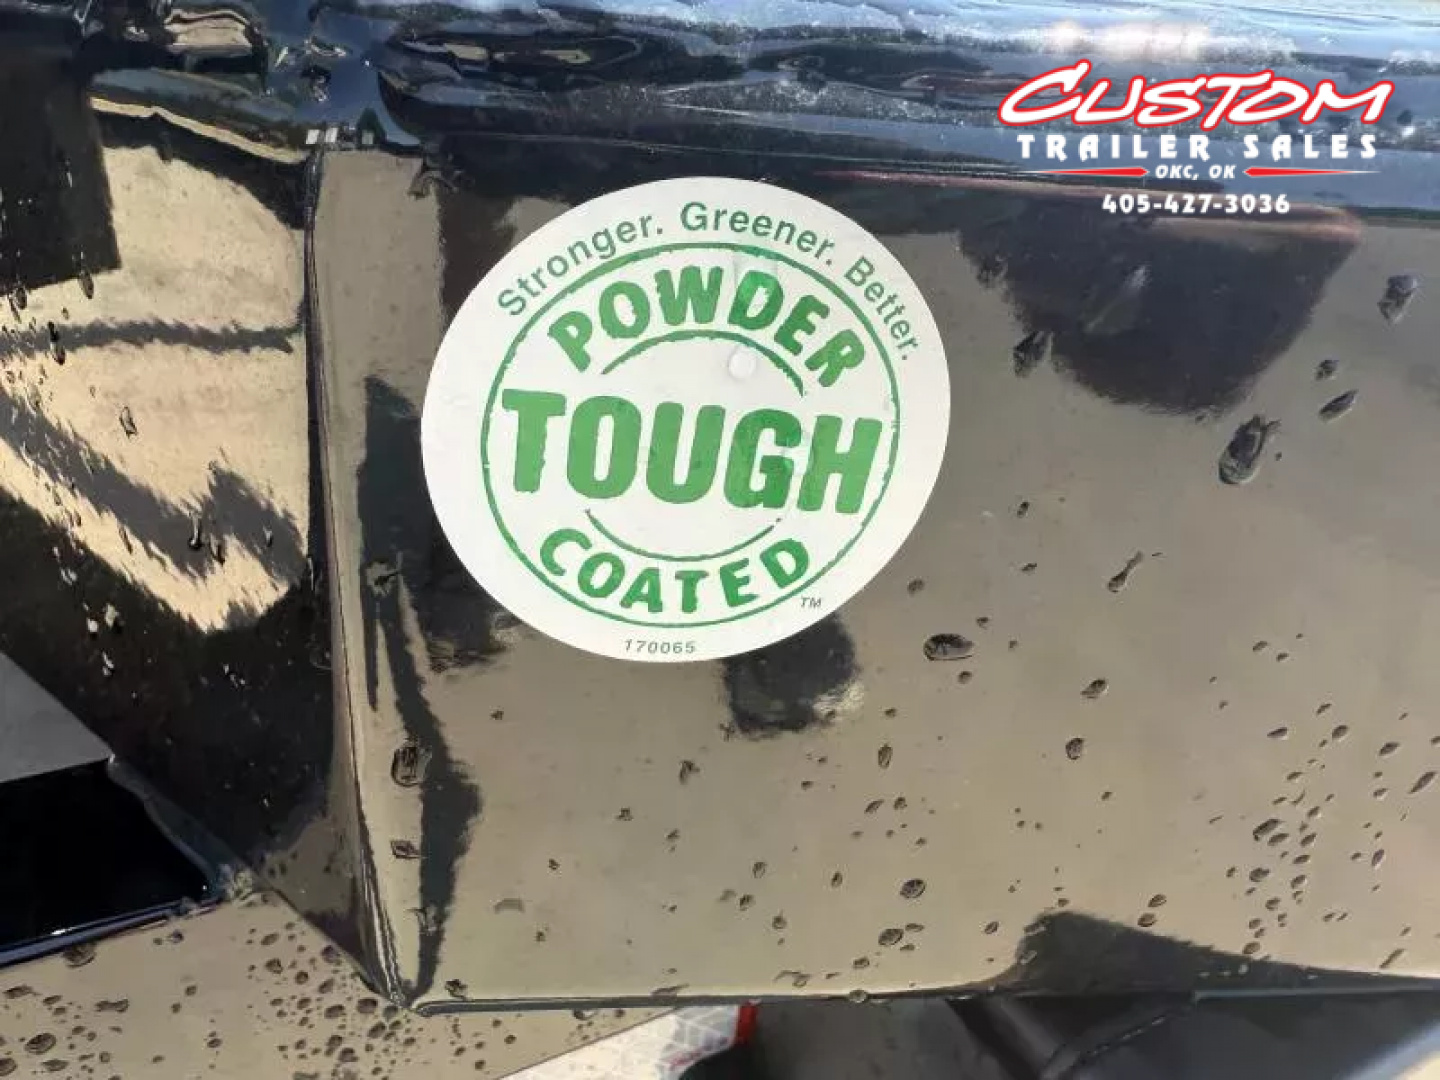 CUSTOM
TRAILER SALES
OKC, OK
405-427-3036
Stronger. Greener. Better.
POWDER
TOUGH
COATED
TM
170065